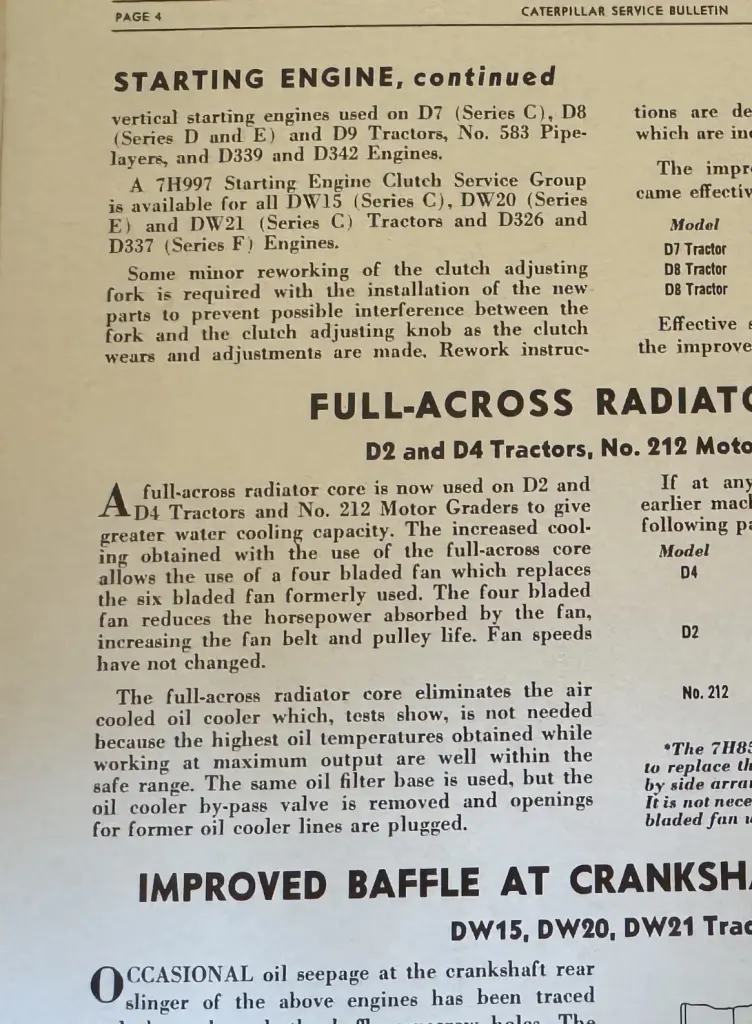 PAGE 4
CATERPILLAR SERVICE BULLETIN
STARTING ENGINE, continued
vertical starting engines used on D7 (Series C), D8
(Series D and E) and D9 Tractors, No. 583 Pipe-
layers, and D339 and D342 Engines.
A 7H997 Starting Engine Clutch Service Group
is available for all DW15 (Series C), DW20 (Series
E) and DW21 (Series C) Tractors and D326 and
D337 (Series F) Engines.
Some minor reworking of the clutch adjusting
fork is required with the installation of the new
parts to prevent possible interference between the
fork and the clutch adjusting knob as the clutch
wears and adjustments are made. Rework instruc-
tions are de
which are in
The impr
came effectiv
Model
D7 Tractor
D8 Tractor
D8 Tractor
Effective
the improve
FULL-ACROSS RADIAT
D2 and D4 Tractors, No. 212 Moto
A full-across radiator core is now used on D2 and
D4 Tractors and No. 212 Motor Graders to give
greater water cooling capacity. The increased cool-
ing obtained with the use of the full-across core
allows the use of a four bladed fan which replaces
the six bladed fan formerly used. The four bladed
fan reduces the horsepower absorbed by the fan,
increasing the fan belt and pulley life. Fan speeds
have not changed.
The full-across radiator core eliminates the air
cooled oil cooler which, tests show, is not needed
because the highest oil temperatures obtained while
working at maximum output are well within the
safe range. The same oil filter base is used, but the
oil cooler by-pass valve is removed and openings
for former oil cooler lines are plugged.
If at any
earlier mac
following pa
Model
D4
D2
No. 212
*The 7H85
to replace th
by side arra
It is not nece
bladed fan
IMPROVED BAFFLE AT CRANKSH
DW15, DW20, DW21 Trac
OCCASIONAL oil seepage at the crankshaft rear
slinger of the above engines has been traced